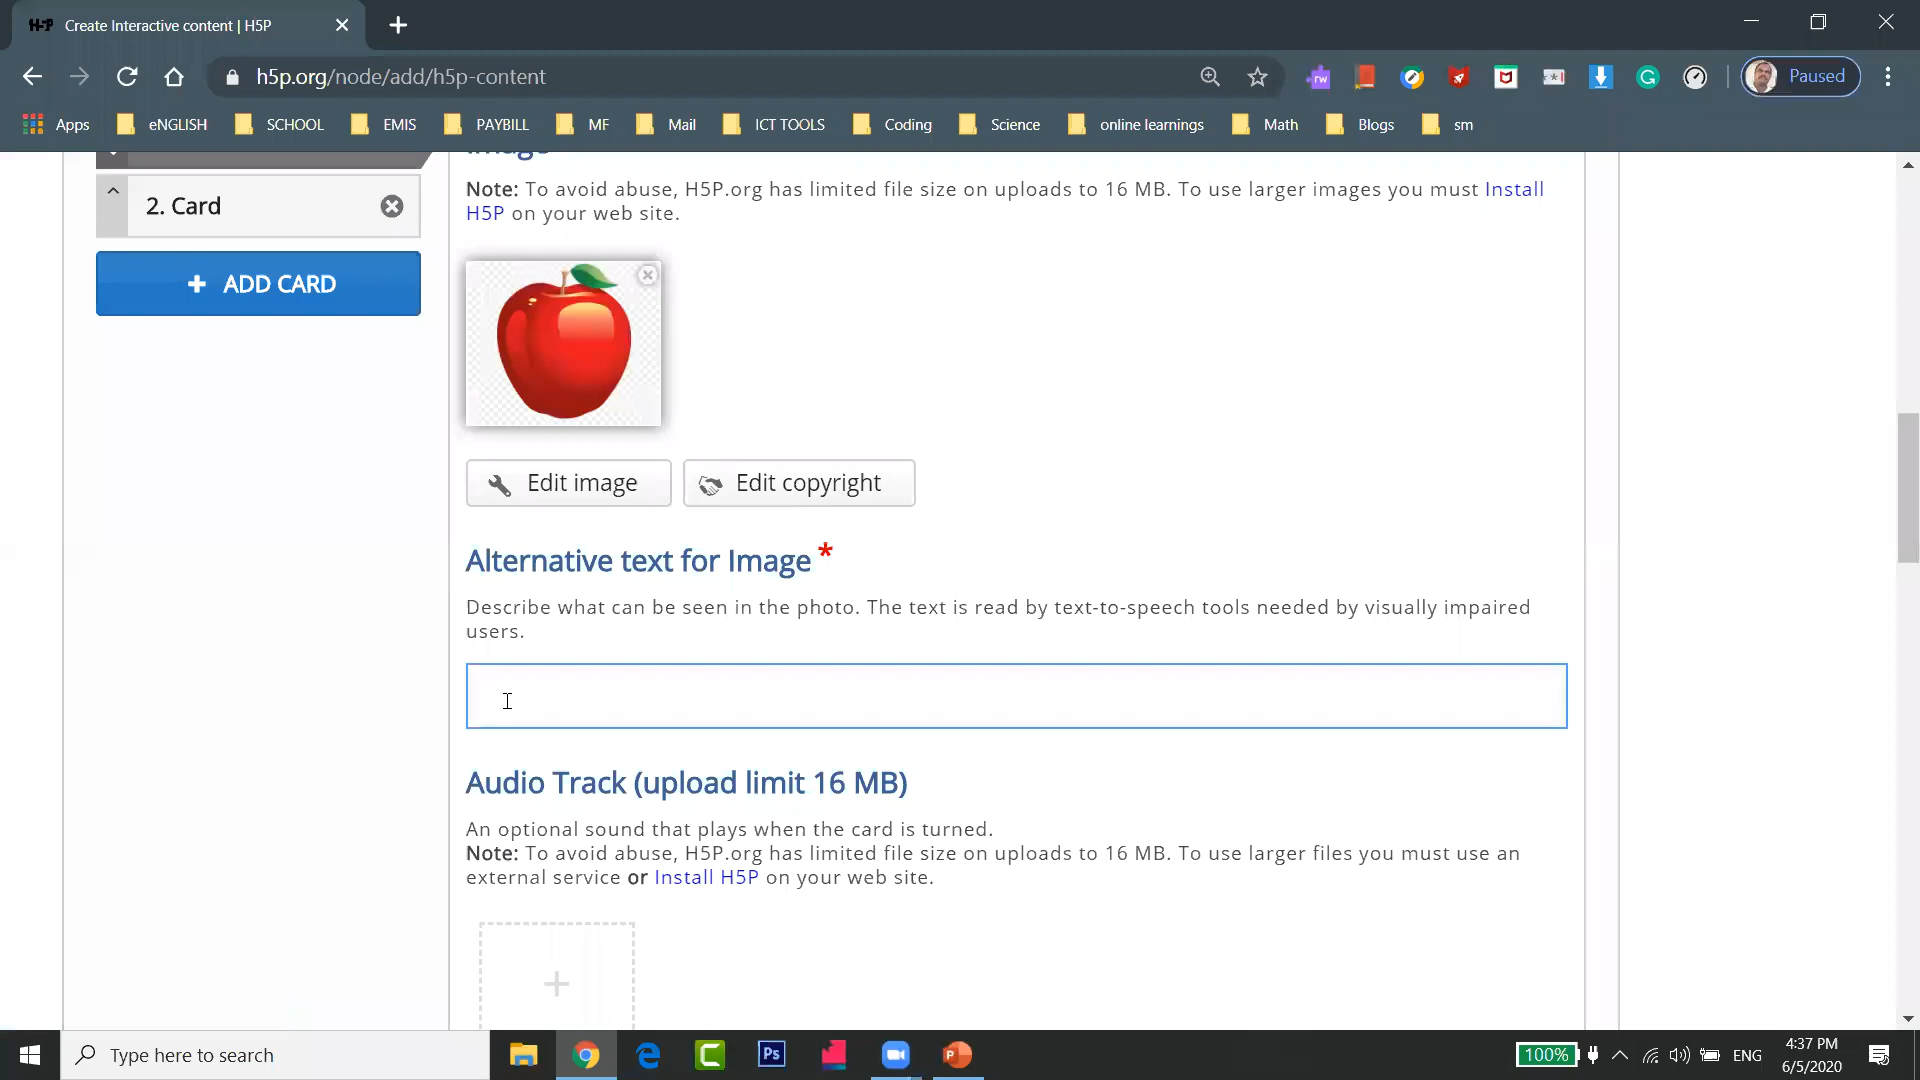 H-P Create Interactive content | H5P
h5p.org/node/add/h5p-content
rw
Paused
Apps eNGLISH SCHOOL EMIS PAYBILL MF Mail ICT TOOLS Coding Science online learnings Math Blogs sm
Image
Note: To avoid abuse, H5P.org has limited file size on uploads to 16 MB. To use larger images you must Install
H5P on your web site.
2. Card
+ ADD CARD
Edit image Edit copyright
Alternative text for Image *
Describe what can be seen in the photo. The text is read by text-to-speech tools needed by visually impaired
users.
Audio Track (upload limit 16 MB)
An optional sound that plays when the card is turned.
Note: To avoid abuse, H5P.org has limited file size on uploads to 16 MB. To use larger files you must use an
external service or Install H5P on your web site.
+
Type here to search
Ps
P
100%
ENG
4:37 PM
6/5/2020